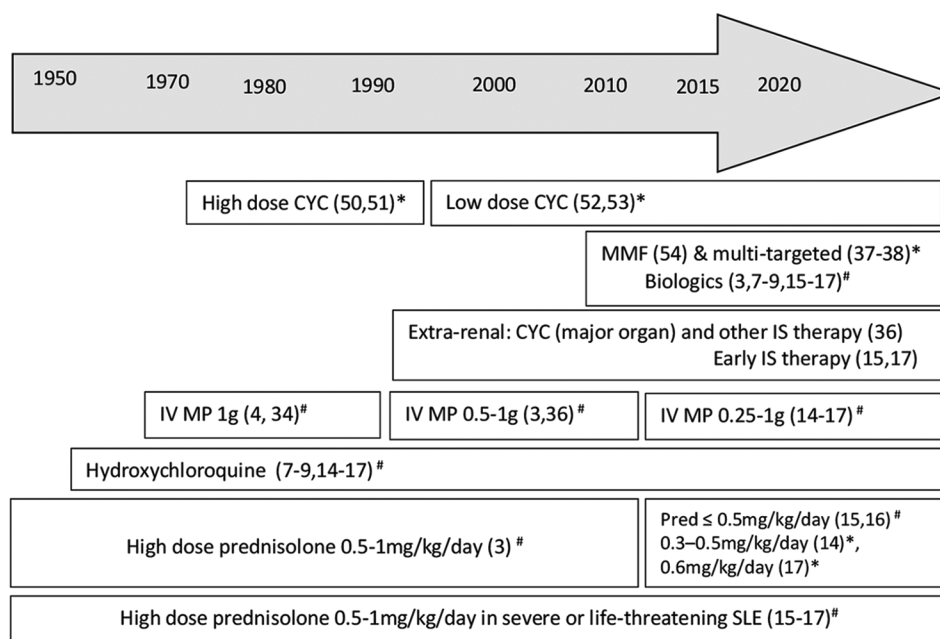 1950 1970 1980 1990 2000 2010 2015 2020
High dose CYC (50,51)*
Low dose CYC (52,53)*
MMF (54) & multi-targeted (37-38)*
Biologics (3,7-9,15-17)#
Extra-renal: CYC (major organ) and other IS therapy (36)
Early IS therapy (15,17)
IV MP 1g (4, 34)#
IV MP 0.5-1g (3,36) #
IV MP 0.25-1g (14-17) #
Hydroxychloroquine (7-9,14-17) #
High dose prednisolone 0.5-1mg/kg/day (3) #
Pred ≤ 0.5mg/kg/day (15,16) #
0.3–0.5mg/kg/day (14)*,
0.6mg/kg/day (17)*
High dose prednisolone 0.5-1mg/kg/day in severe or life-threatening SLE (15-17)#